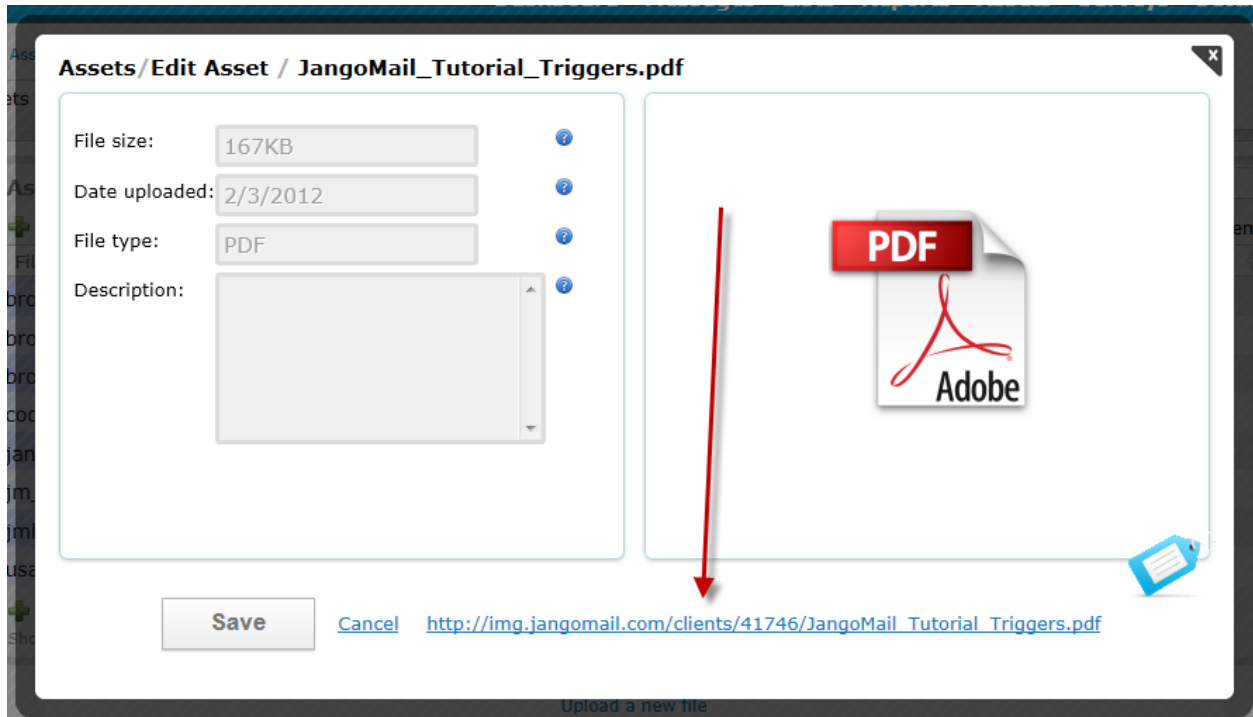 Assets/Edit Asset / JangoMail_Tutorial_Triggers.pdf
x
File size:
167KB
?
Date uploaded:
2/3/2012
?
File type:
PDF
?
Description:
?
PDF
Adobe
Save
Cancel
http://img.jangomail.com/clients/41746/JangoMail_Tutorial_Triggers.pdf
Upload a new file